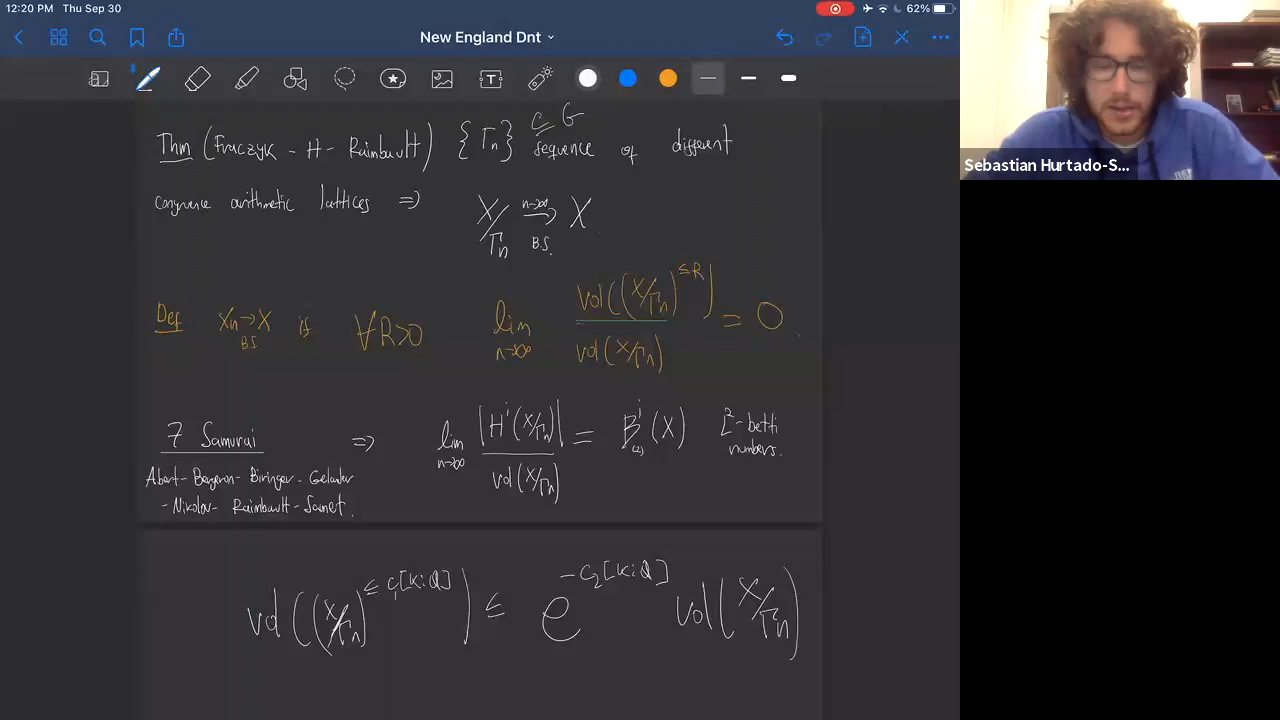 12:20 PM Thu Sep 30
62%
New England Dnt
Thm (Fraczyk - H - Raimbault) {Γn} ⊆ G sequence of different
congruence arithmetic lattices ⇒ X/Γn →(n→∞, B.S.) X
Def Xn →(B.S) X if ∀R>0 lim n→∞ vol((X/Γn)^{≤R}) / vol(X/Γn) = 0
7 Samurai ⇒ lim n→∞ |H^i(X/Γn)| / vol(X/Γn) = B^i_(2)(X) L²-betti numbers.
Abert-Bergeron-Biringer-Gelander
-Nikolov-Raimbault-Samet.
vol((X/Γn)^{≤ C₁[K:Q]}) ≤ e^{-C₂[K:Q]} vol(X/Γn)
Sebastian Hurtado-S...